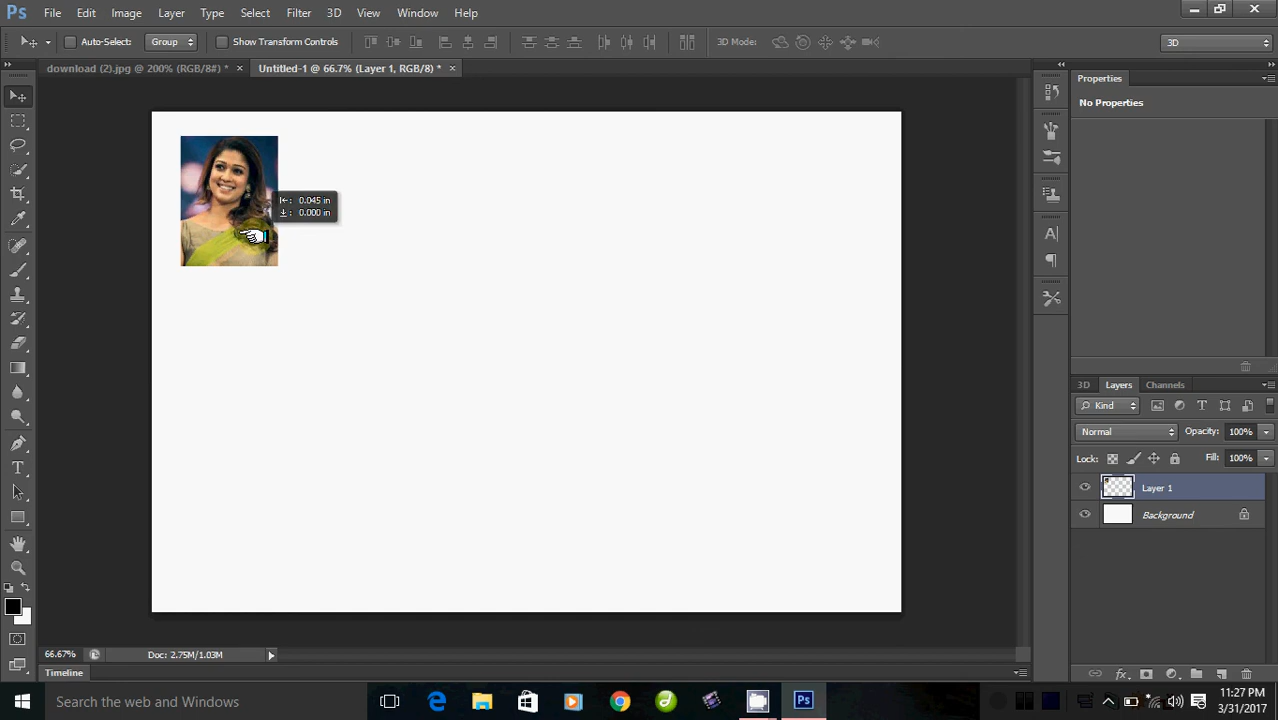 Ps File Edit Image Layer Type Select Filter 3D View Window Help
Auto-Select: Group Show Transform Controls 3D Mode: 3D
download (2).jpg @ 200% (RGB/8#) * × Untitled-1 @ 66.7% (Layer 1, RGB/8) * ×
Properties
No Properties
0.045 in
0.000 in
3D Layers Channels
Kind
Normal Opacity: 100%
Lock: Fill: 100%
Layer 1
Background
66.67% Doc: 2.75M/1.03M
Timeline
Search the web and Windows
Ps
11:27 PM
3/31/2017